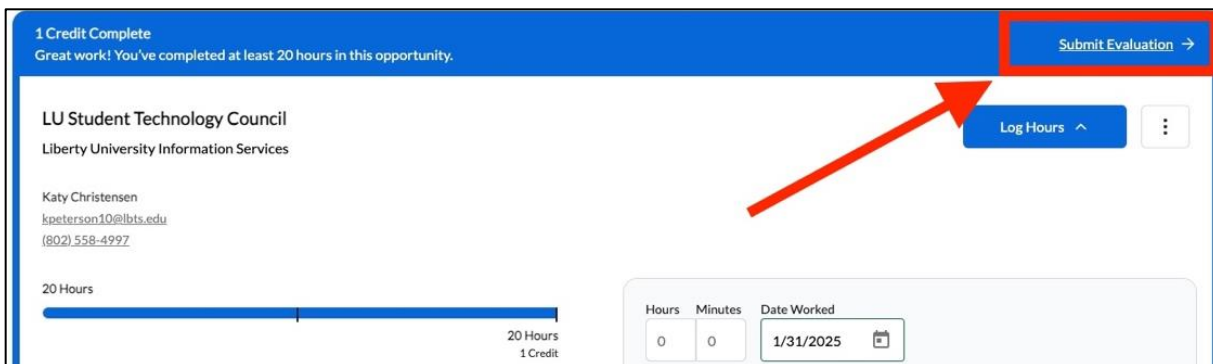 1 Credit Complete
Great work! You've completed at least 20 hours in this opportunity.
Submit Evaluation →
LU Student Technology Council
Liberty University Information Services
Log Hours
Katy Christensen
kpeterson10@lbts.edu
(802) 558-4997
20 Hours
20 Hours
1 Credit
Hours Minutes Date Worked
0 0 1/31/2025